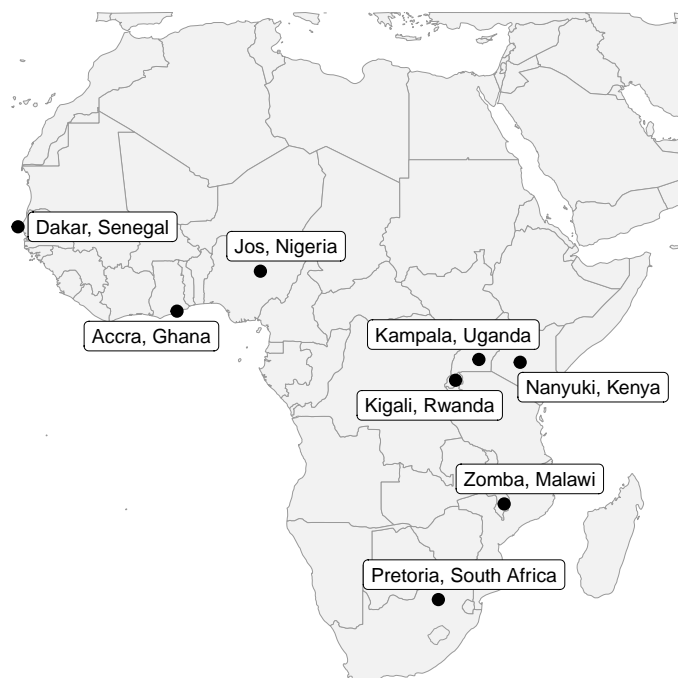 Dakar, Senegal
Jos, Nigeria
Accra, Ghana
Kampala, Uganda
Nanyuki, Kenya
Kigali, Rwanda
Zomba, Malawi
Pretoria, South Africa